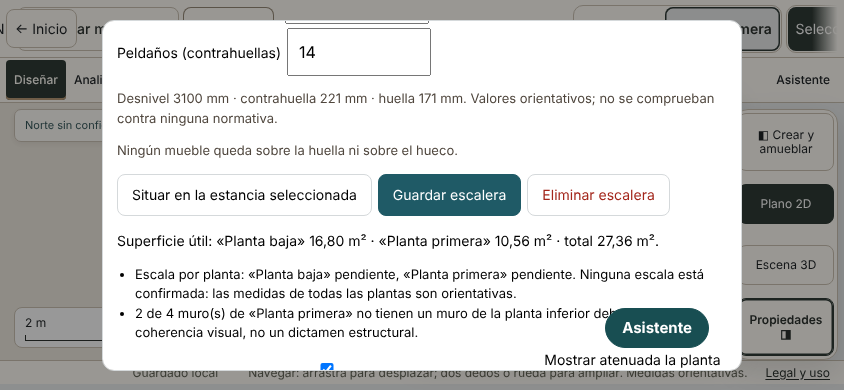 ← Inicio
Selec
Diseñar
Anali
Asistente
Norte sin confi
Peldaños (contrahuellas)
14
Desnivel 3100 mm · contrahuella 221 mm · huella 171 mm. Valores orientativos; no se comprueban
contra ninguna normativa.
Ningún mueble queda sobre la huella ni sobre el hueco.
Situar en la estancia seleccionada
Guardar escalera
Eliminar escalera
Superficie útil: «Planta baja» 16,80 m² · «Planta primera» 10,56 m² · total 27,36 m².
• Escala por planta: «Planta baja» pendiente, «Planta primera» pendiente. Ninguna escala está
confirmada: las medidas de todas las plantas son orientativas.
• 2 de 4 muro(s) de «Planta primera» no tienen un muro de la planta inferior deb
coherencia visual, no un dictamen estructural.
Asistente
Mostrar atenuada la planta
◧ Crear y
amueblar
Plano 2D
Escena 3D
Propiedades
◨
2 m
Guardado local
Navegar: arrastra para desplazar; dos dedos o rueda para ampliar. Medidas orientativas.
Legal y uso